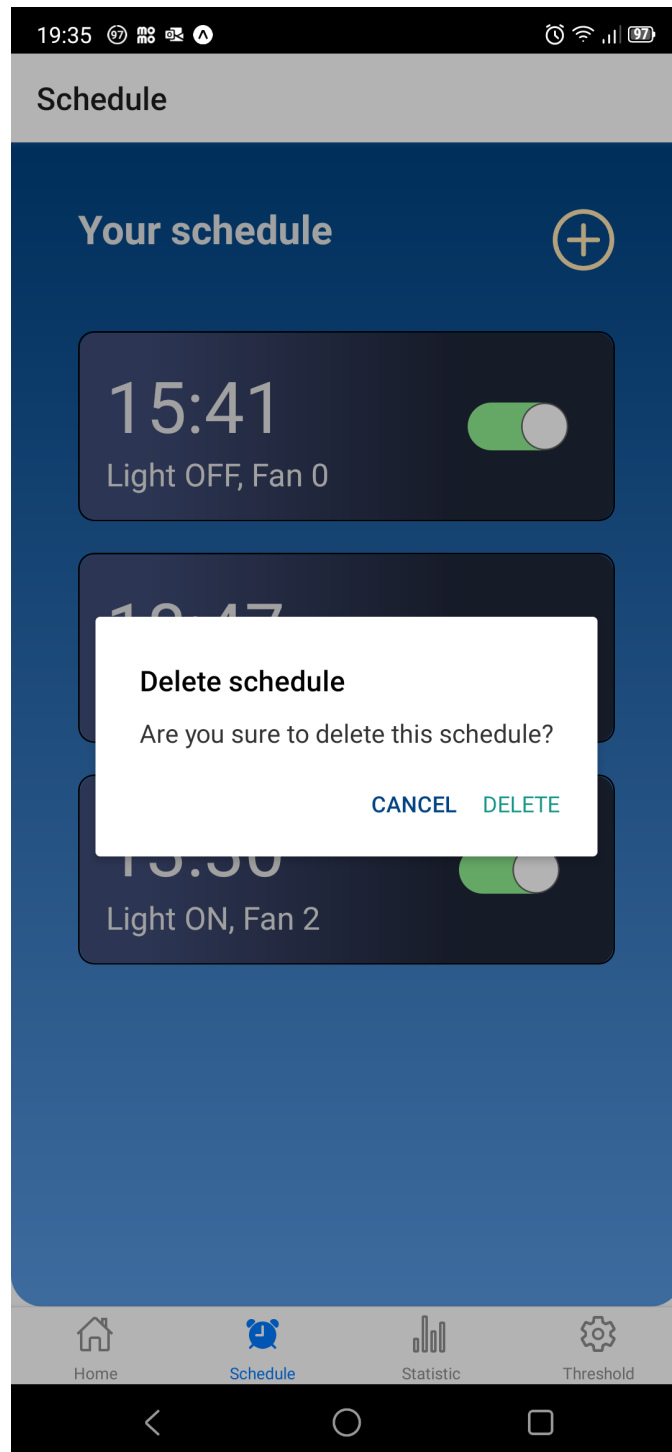 19:35 97 97
Schedule
Your schedule
15:41
Light OFF, Fan 0
Delete schedule
Are you sure to delete this schedule?
CANCEL DELETE
Light ON, Fan 2
Home Schedule Statistic Threshold